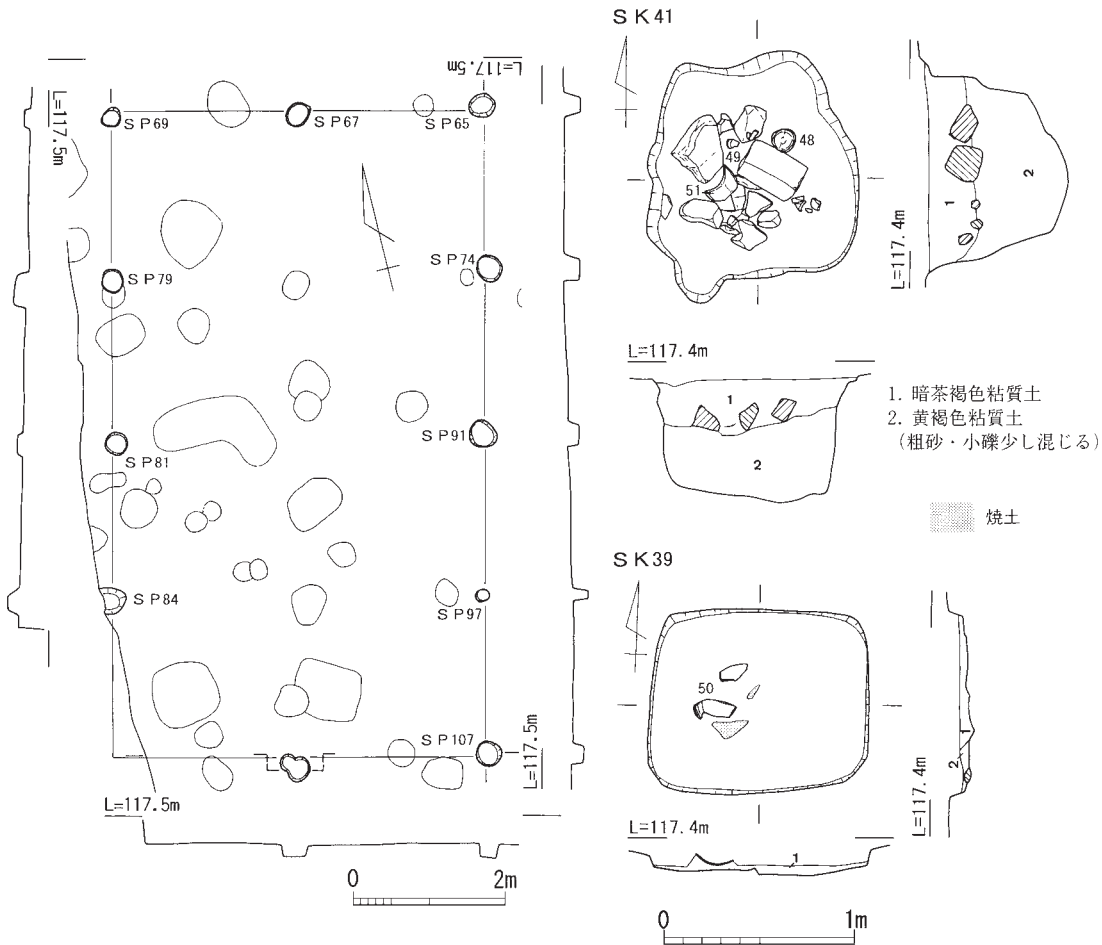 L=117.5m
L=117.5m
SP69
SP67
SP65
SP79
SP74
SP81
SP91
SP84
SP97
SP107
L=117.5m
L=117.5m
0 2m
SK41
48
49
51
1
2
L=117.4m
L=117.4m
1
2
1. 暗茶褐色粘質土
2. 黄褐色粘質土
(粗砂・小礫少し混じる)
焼土
SK39
50
1
2
L=117.4m
L=117.4m
1
0 1m